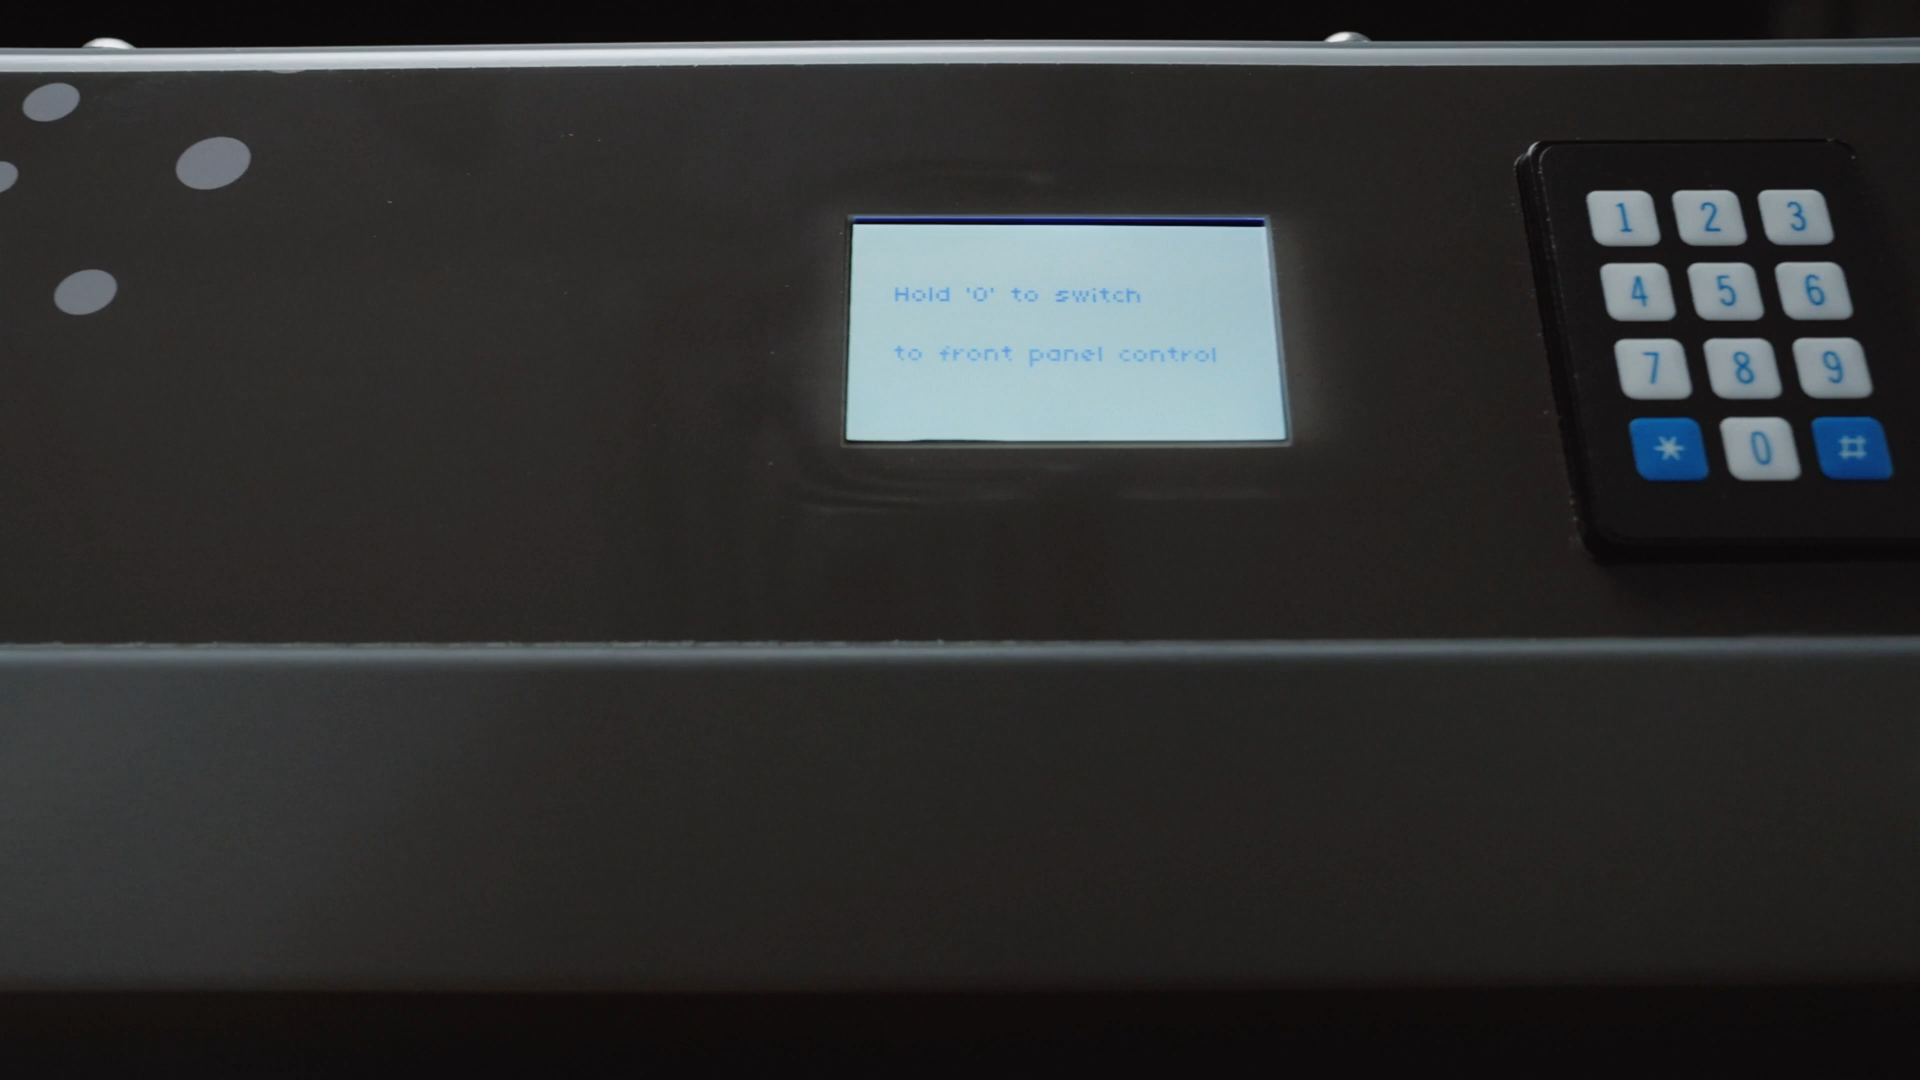 Hold '0' to switch
to front panel control
1 2 3
4 5 6
7 8 9
* 0 #